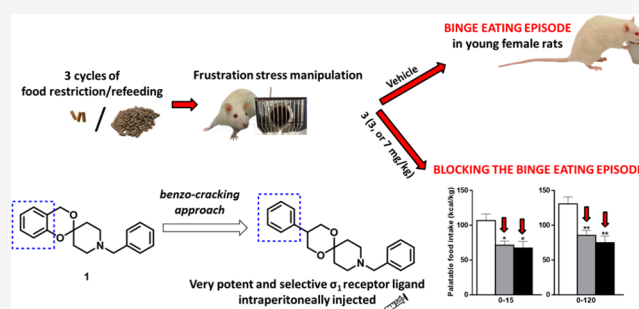 BINGE EATING EPISODE
in young female rats
3 cycles of
food restriction/refeeding
Frustration stress manipulation
Vehicle
3 (3, or 7 mg/kg)
BLOCKING THE BINGE EATING EPISODE
benzo-cracking
approach
O
O
N
1
O
O
N
Very potent and selective σ1 receptor ligand
intraperitoneally injected
Palatable food intake (kcal/kg)
150
100
50
0
* *
0-15
150
100
50
0
** **
0-120